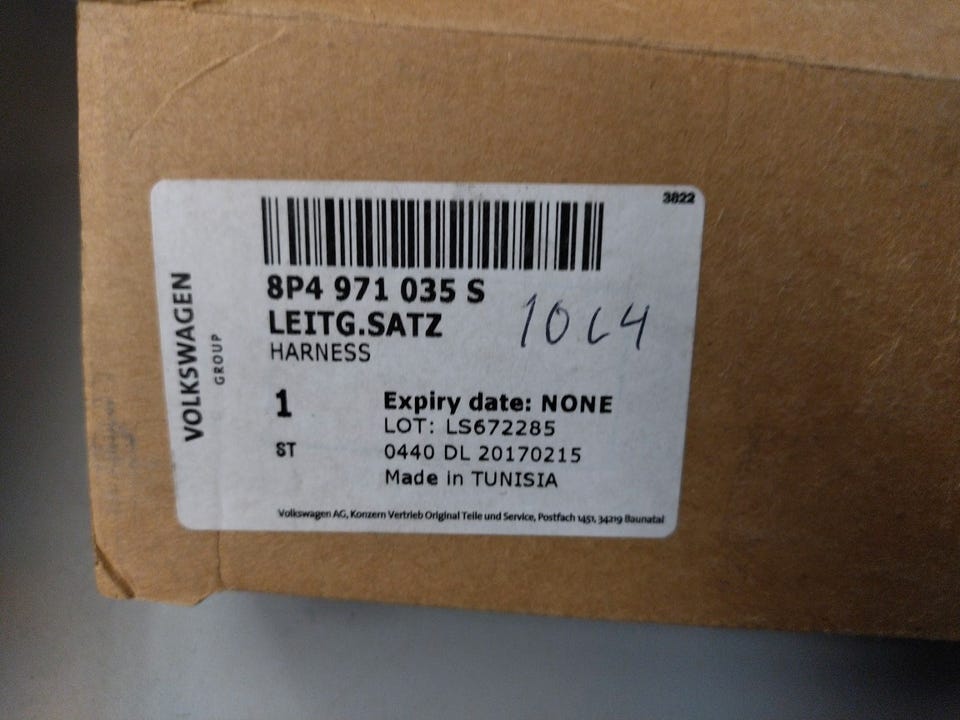 3822
8P4 971 035 S
LEITG.SATZ
10C4
HARNESS
VOLKSWAGEN
GROUP
1
Expiry date: NONE
LOT: LS672285
ST
0440 DL 20170215
Made in TUNISIA
Volkswagen AG, Konzern Vertrieb Original Teile und Service, Postfach 1451, 34219 Baunatal